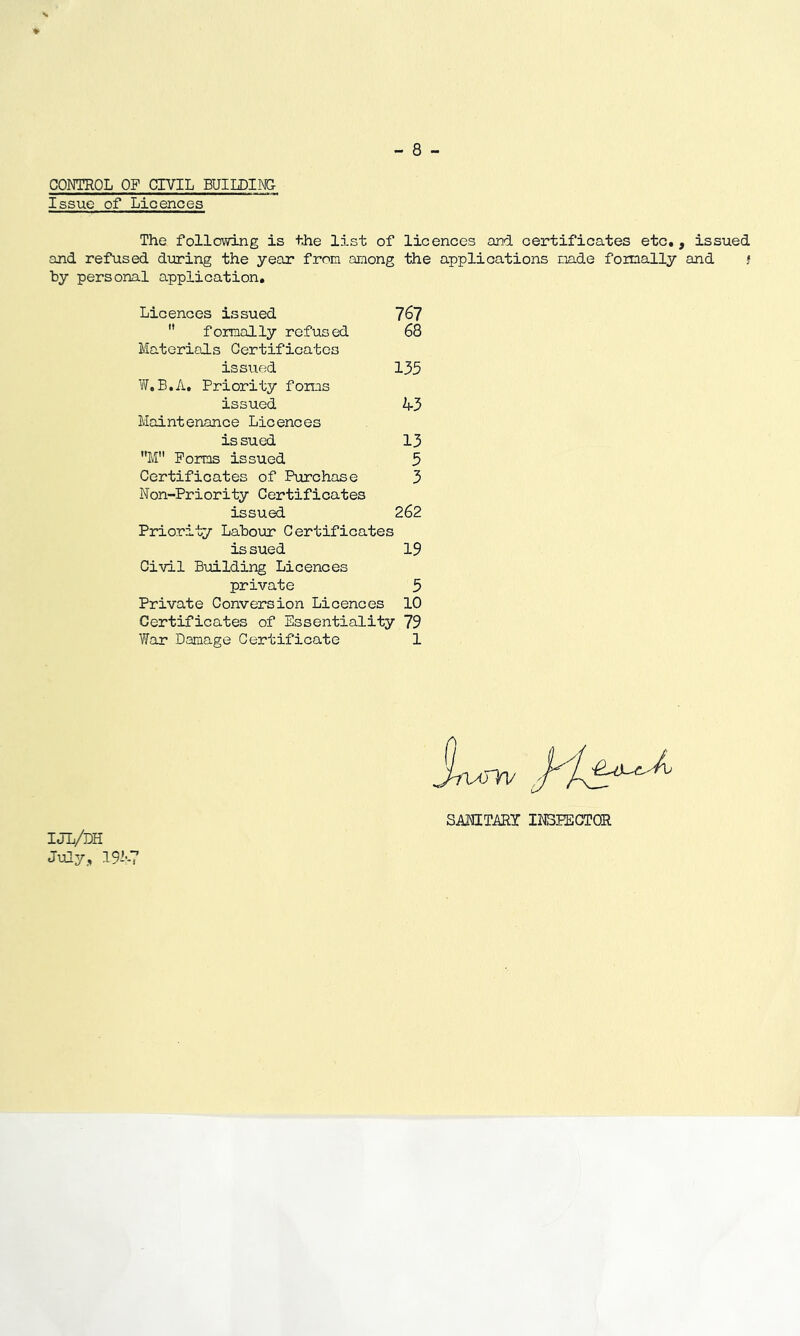 - 8 -
CONTROL OF CIVIL BUILDING
Issue of Licences
The following is the list of licences and certificates etc., issued
and refused during the year from among the applications made formally and
by personal application.
Licences issued 767
" formally refused 68
Materials Certificates
issued 135
W.B.A. Priority forms
issued 43
Maintenance Licences
issued 13
"M" Forms issued 5
Certificates of Purchase 3
Non-Priority Certificates
issued 262
Priority Labour Certificates
issued 19
Civil Building Licences
private 5
Private Conversion Licences 10
Certificates of Essentiality 79
War Damage Certificate 1
SANITARY INSPECTOR
IJL/DH
July, 1947